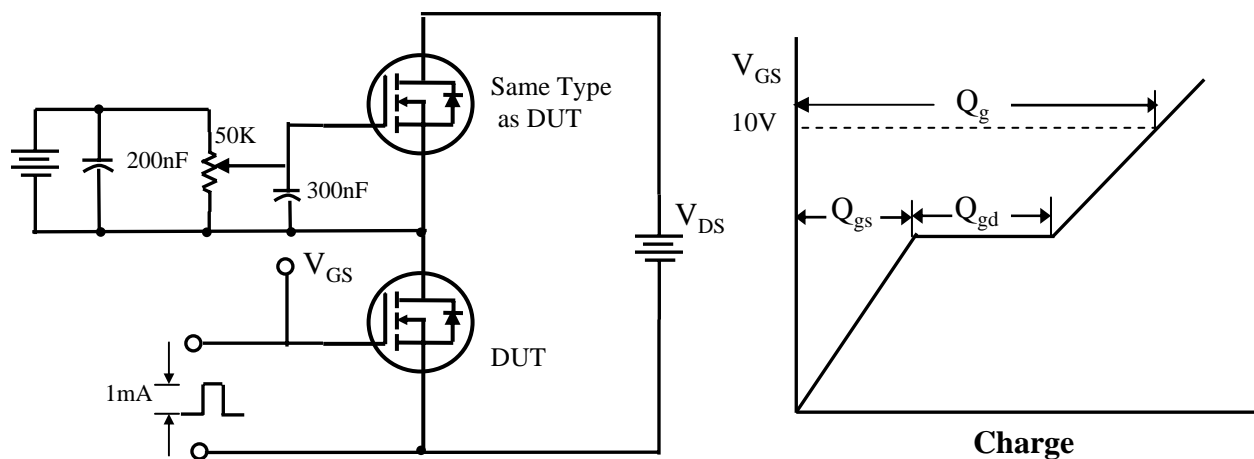 Same Type
as DUT
50K
200nF
300nF
V_DS
V_GS
DUT
1mA
V_GS
Q_g
10V
Q_gs
Q_gd
Charge